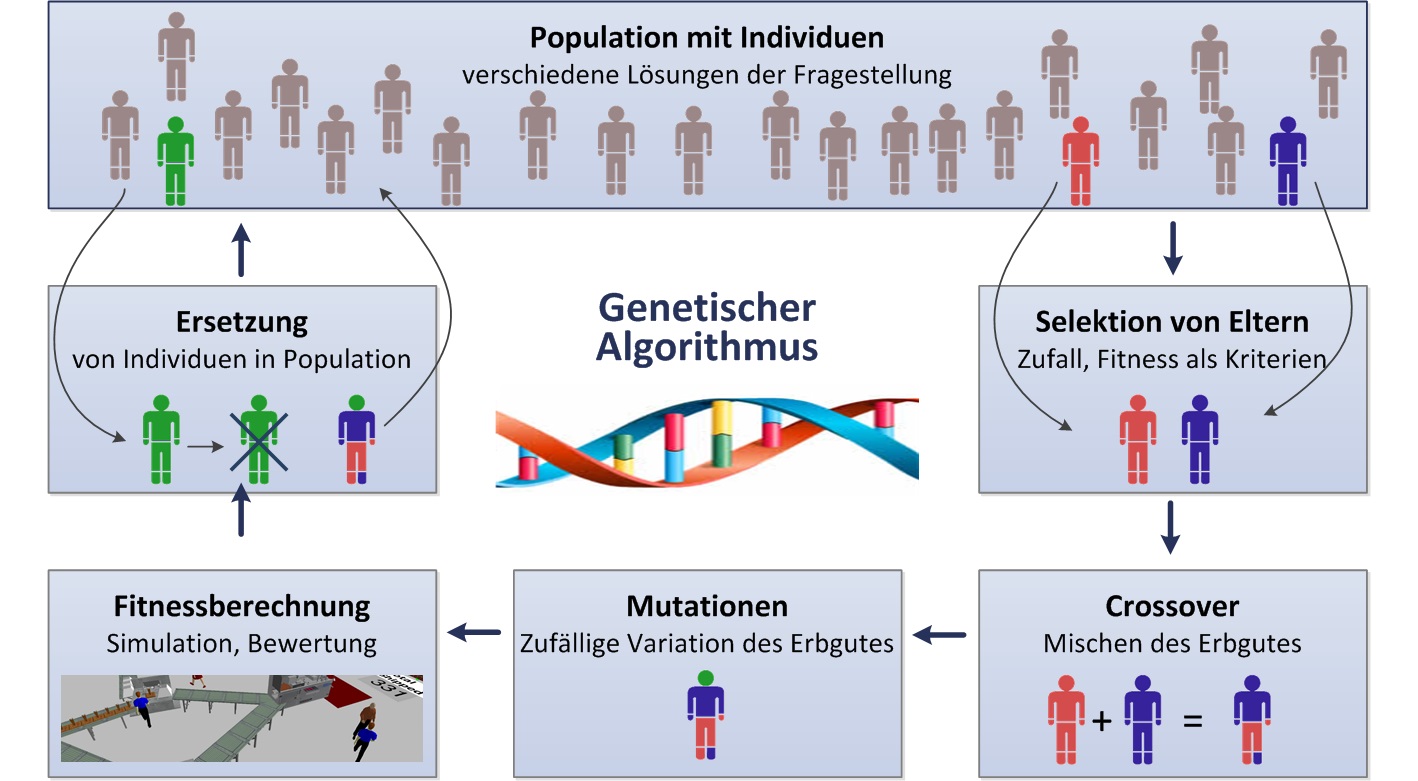 Population mit Individuen
verschiedene Lösungen der Fragestellung
Ersetzung
von Individuen in Population
Genetischer
Algorithmus
Selektion von Eltern
Zufall, Fitness als Kriterien
Fitnessberechnung
Simulation, Bewertung
331
Mutationen
Zufällige Variation des Erbgutes
Crossover
Mischen des Erbgutes
+ =